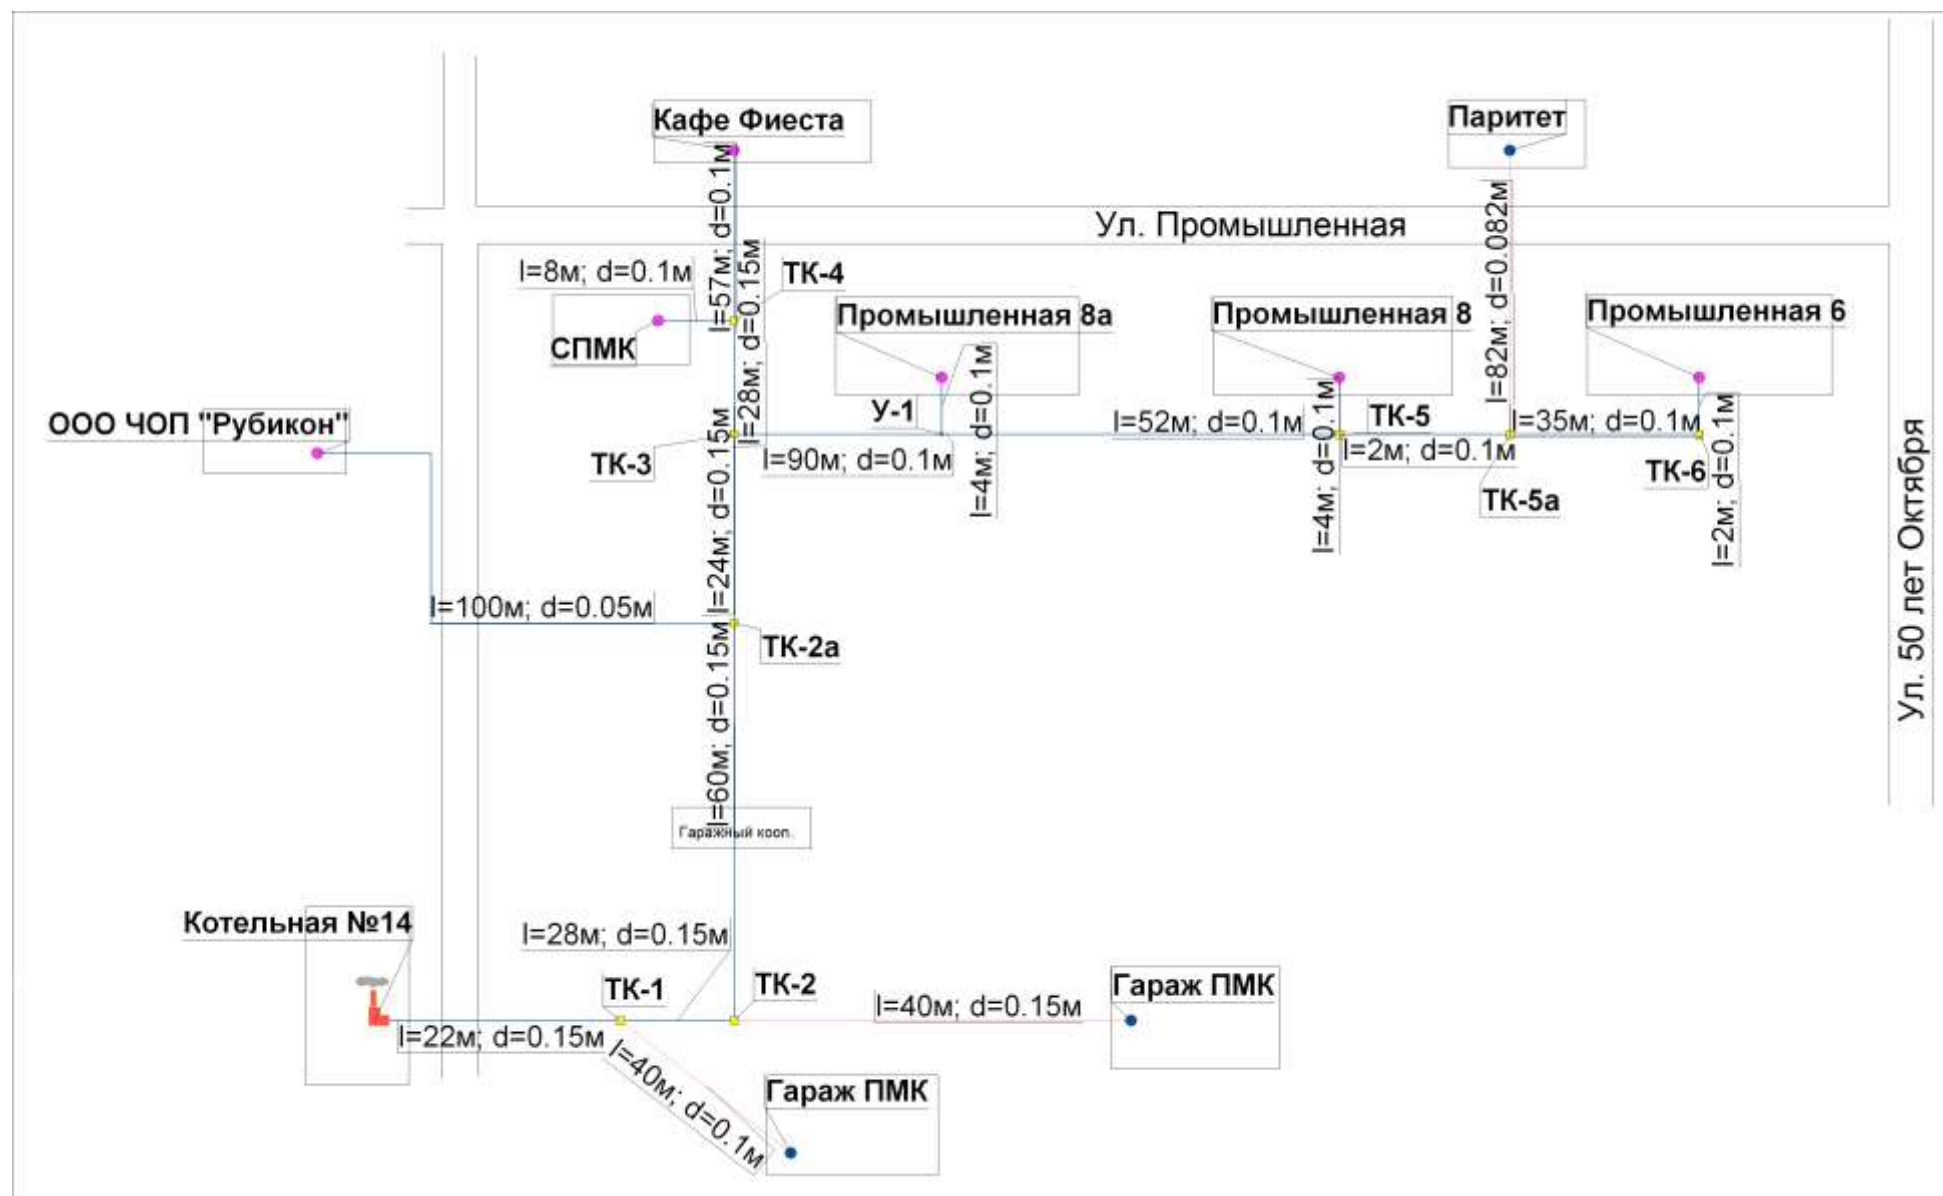 Кафе Фиеста
Паритет
l=57м; d=0.1м
l=82м; d=0.082м
Ул. Промышленная
l=8м; d=0.1м
ТК-4
l=28м; d=0.15м
СПМК
Промышленная 8а
Промышленная 8
Промышленная 6
ООО ЧОП "Рубикон"
ТК-3
У-1
l=90м; d=0.1м
l=4м; d=0.1м
l=52м; d=0.1м
l=4м; d=0.1м
ТК-5
l=2м; d=0.1м
l=35м; d=0.1м
ТК-5а
ТК-6
l=2м; d=0.1м
Ул. 50 лет Октября
l=24м; d=0.15м
l=100м; d=0.05м
ТК-2а
l=60м; d=0.15м
Гаражный кооп.
Котельная №14
l=28м; d=0.15м
ТК-1
ТК-2
l=22м; d=0.15м
l=40м; d=0.15м
Гараж ПМК
l=40м; d=0.1м
Гараж ПМК